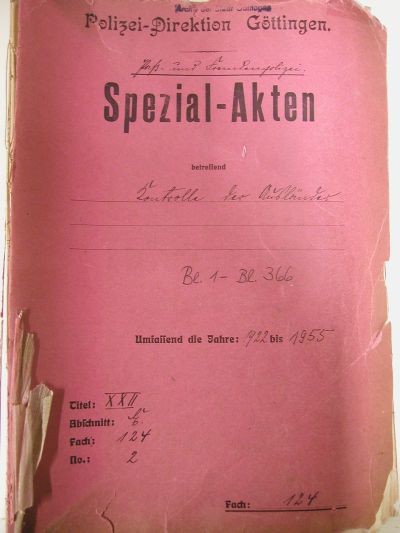 Archiv der Stadt Göttingen
Polizei-Direktion Göttingen.
Paß- und Fremdenpolizei.
Spezial-Akten
betreffend
Kontrolle der Ausländer
Bl. 1 - Bl. 366
Umfassend die Jahre: 1922 bis 1955
Titel: XXII
Abschnitt:
Fach: 124
No.: 2
Fach: 124